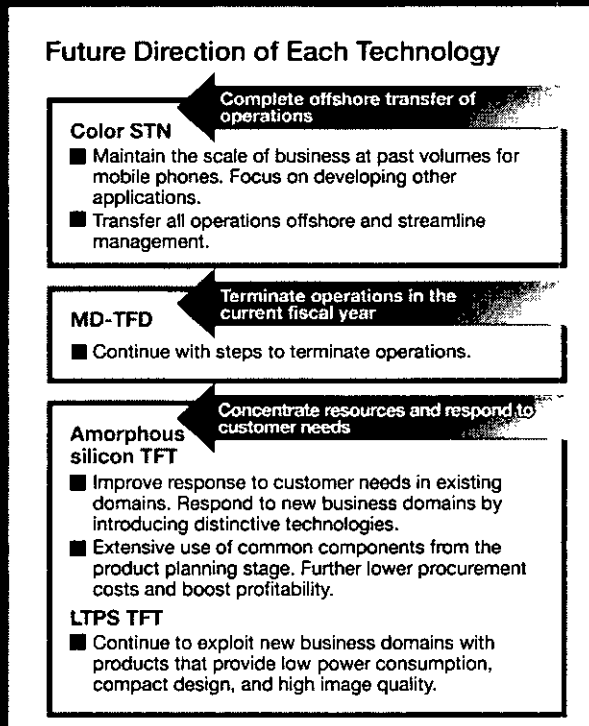 Future Direction of Each Technology
Complete offshore transfer of
operations
Color STN
■ Maintain the scale of business at past volumes for
mobile phones. Focus on developing other
applications.
■ Transfer all operations offshore and streamline
management.
Terminate operations in the
current fiscal year
MD-TFD
■ Continue with steps to terminate operations.
Concentrate resources and respond to
customer needs
Amorphous
silicon TFT
■ Improve response to customer needs in existing
domains. Respond to new business domains by
introducing distinctive technologies.
■ Extensive use of common components from the
product planning stage. Further lower procurement
costs and boost profitability.
LTPS TFT
■ Continue to exploit new business domains with
products that provide low power consumption,
compact design, and high image quality.